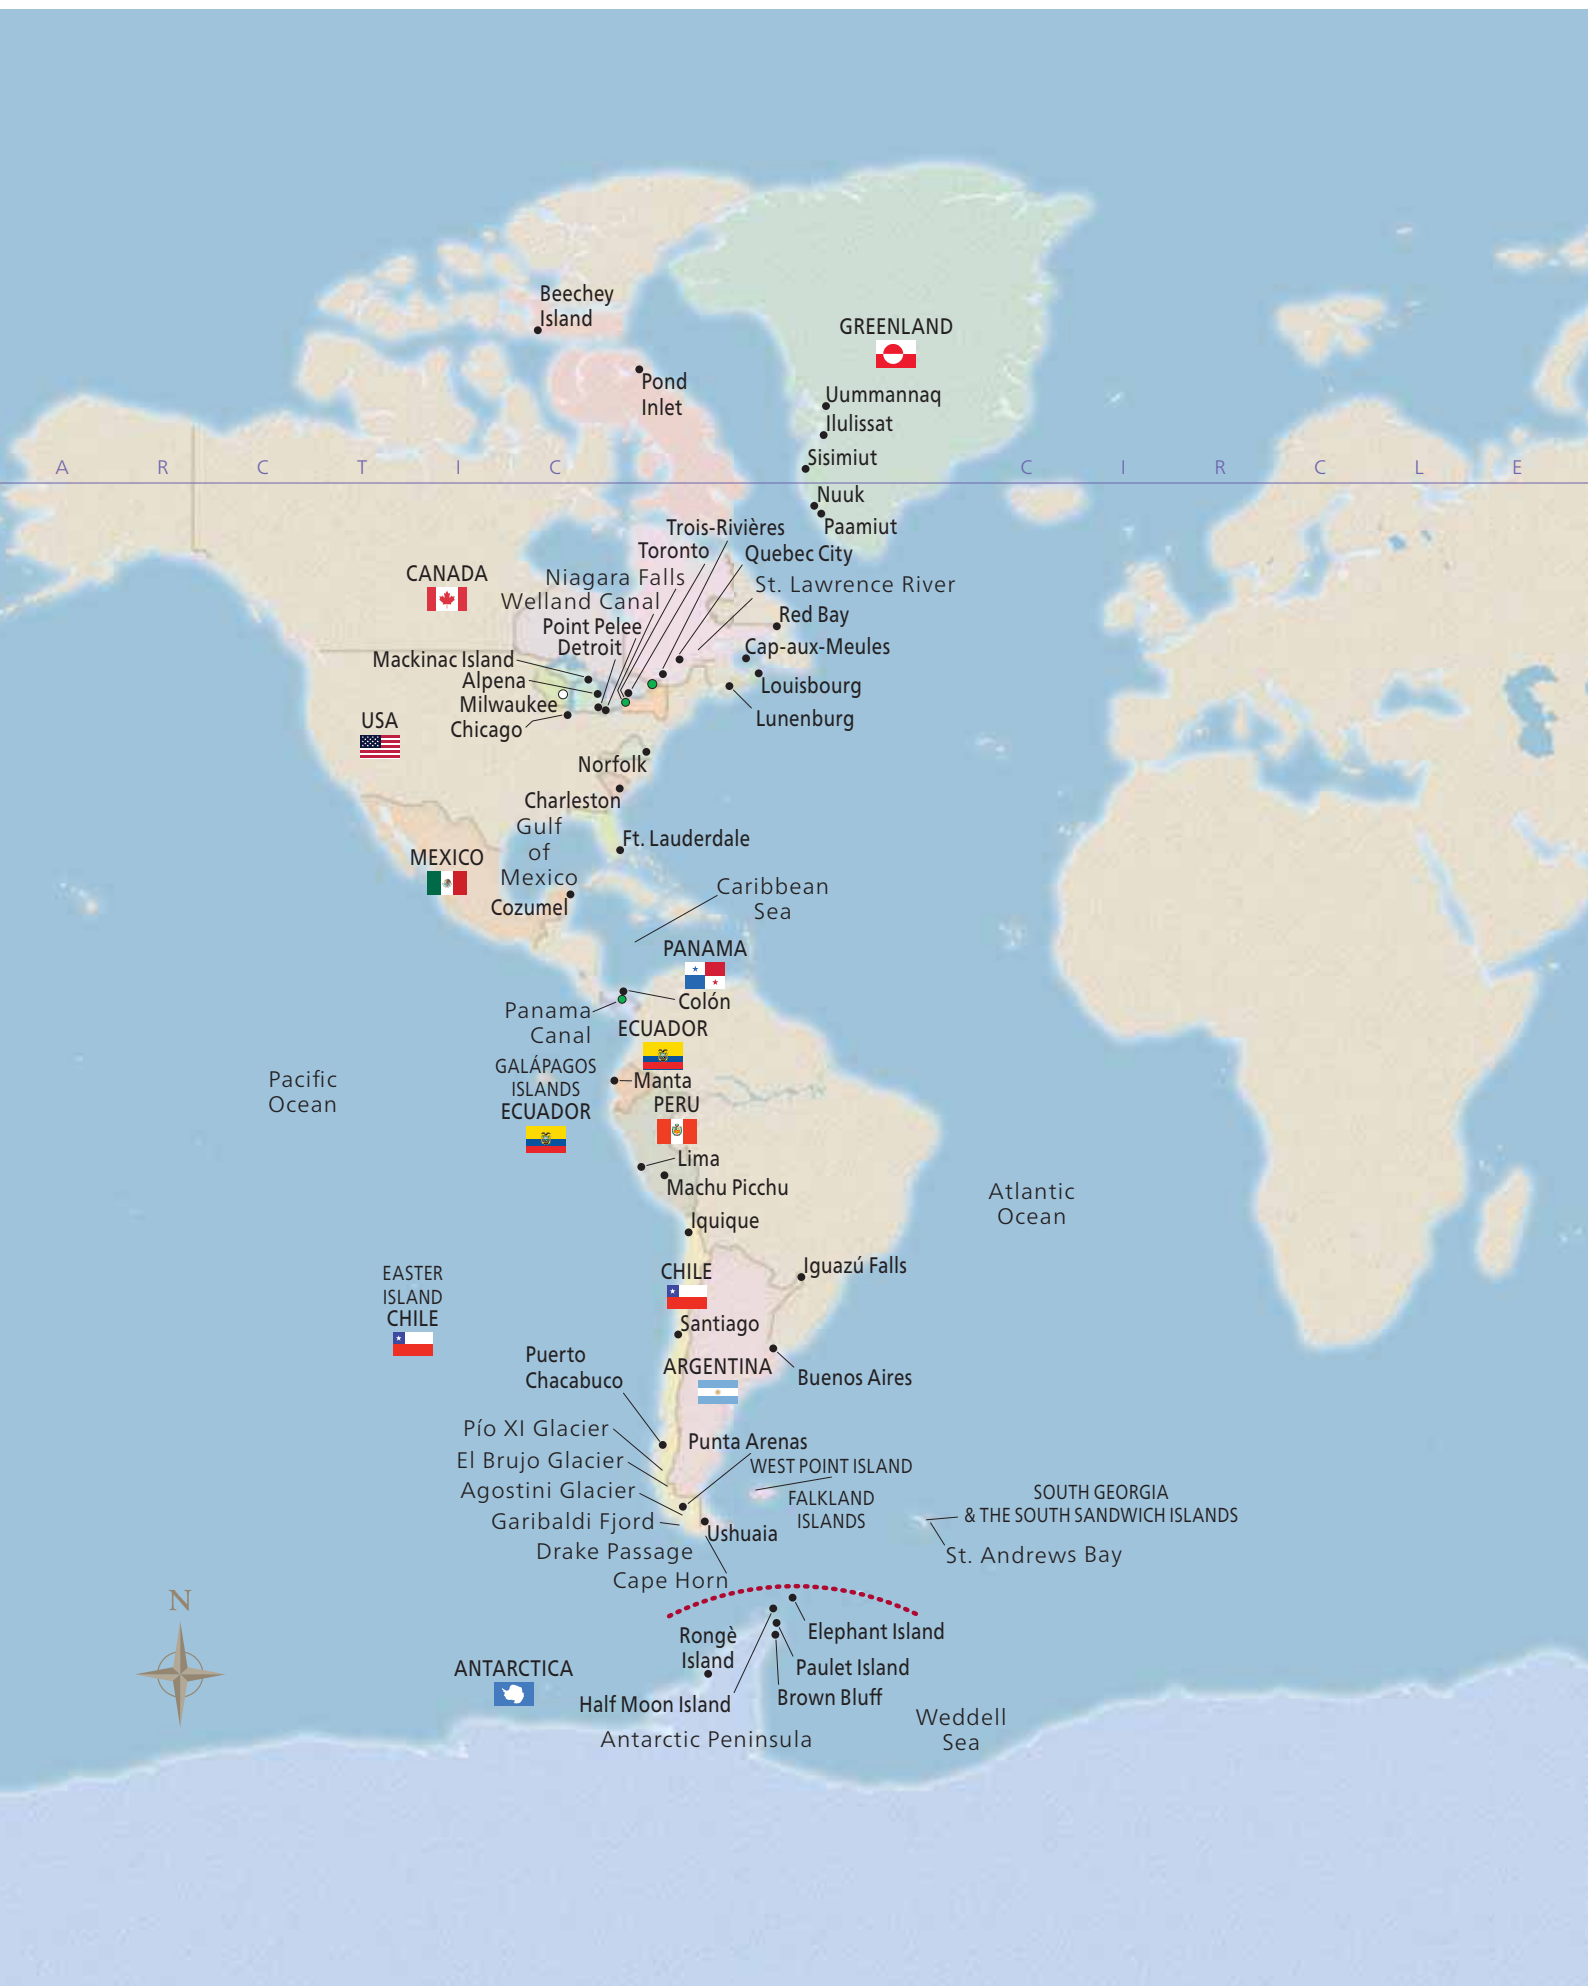 Beechey
Island
GREENLAND
Pond
Inlet
Uummannaq
Ilulissat
Sisimiut
A R C T I C C I R C L E
Nuuk
Paamiut
Trois-Rivières
Toronto
Quebec City
CANADA
Niagara Falls
St. Lawrence River
Welland Canal
Red Bay
Point Pelee
Detroit
Cap-aux-Meules
Mackinac Island
Alpena
Louisbourg
Milwaukee
Lunenburg
USA
Chicago
Norfolk
Charleston
Gulf
of
Mexico
Ft. Lauderdale
MEXICO
Cozumel
Caribbean
Sea
PANAMA
Colón
Panama
Canal
ECUADOR
GALÁPAGOS
ISLANDS
ECUADOR
Manta
Pacific
Ocean
PERU
Lima
Machu Picchu
Atlantic
Ocean
Iquique
Iguazú Falls
EASTER
ISLAND
CHILE
CHILE
Santiago
Puerto
Chacabuco
ARGENTINA
Buenos Aires
Pío XI Glacier
Punta Arenas
El Brujo Glacier
WEST POINT ISLAND
Agostini Glacier
FALKLAND
ISLANDS
SOUTH GEORGIA
& THE SOUTH SANDWICH ISLANDS
Garibaldi Fjord
Ushuaia
Drake Passage
St. Andrews Bay
Cape Horn
N
Rongè
Island
Elephant Island
ANTARCTICA
Paulet Island
Half Moon Island
Brown Bluff
Weddell
Sea
Antarctic Peninsula